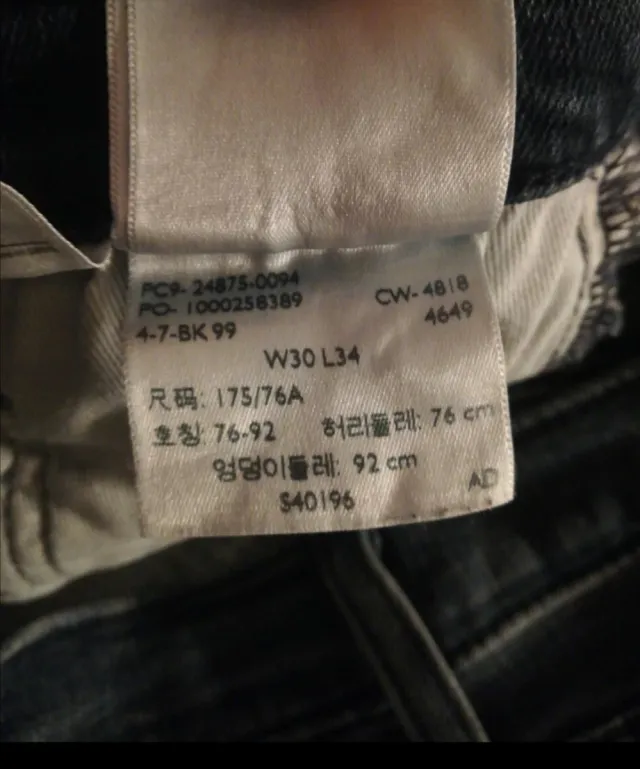 PC9- 24875-0094
PO- 1000258389 CW- 4818
4-7-BK 99 4649
W30 L34
尺码: 175/76A
호칭: 76-92 허리둘레: 76 cm
엉덩이둘레: 92 cm
AD
S40196